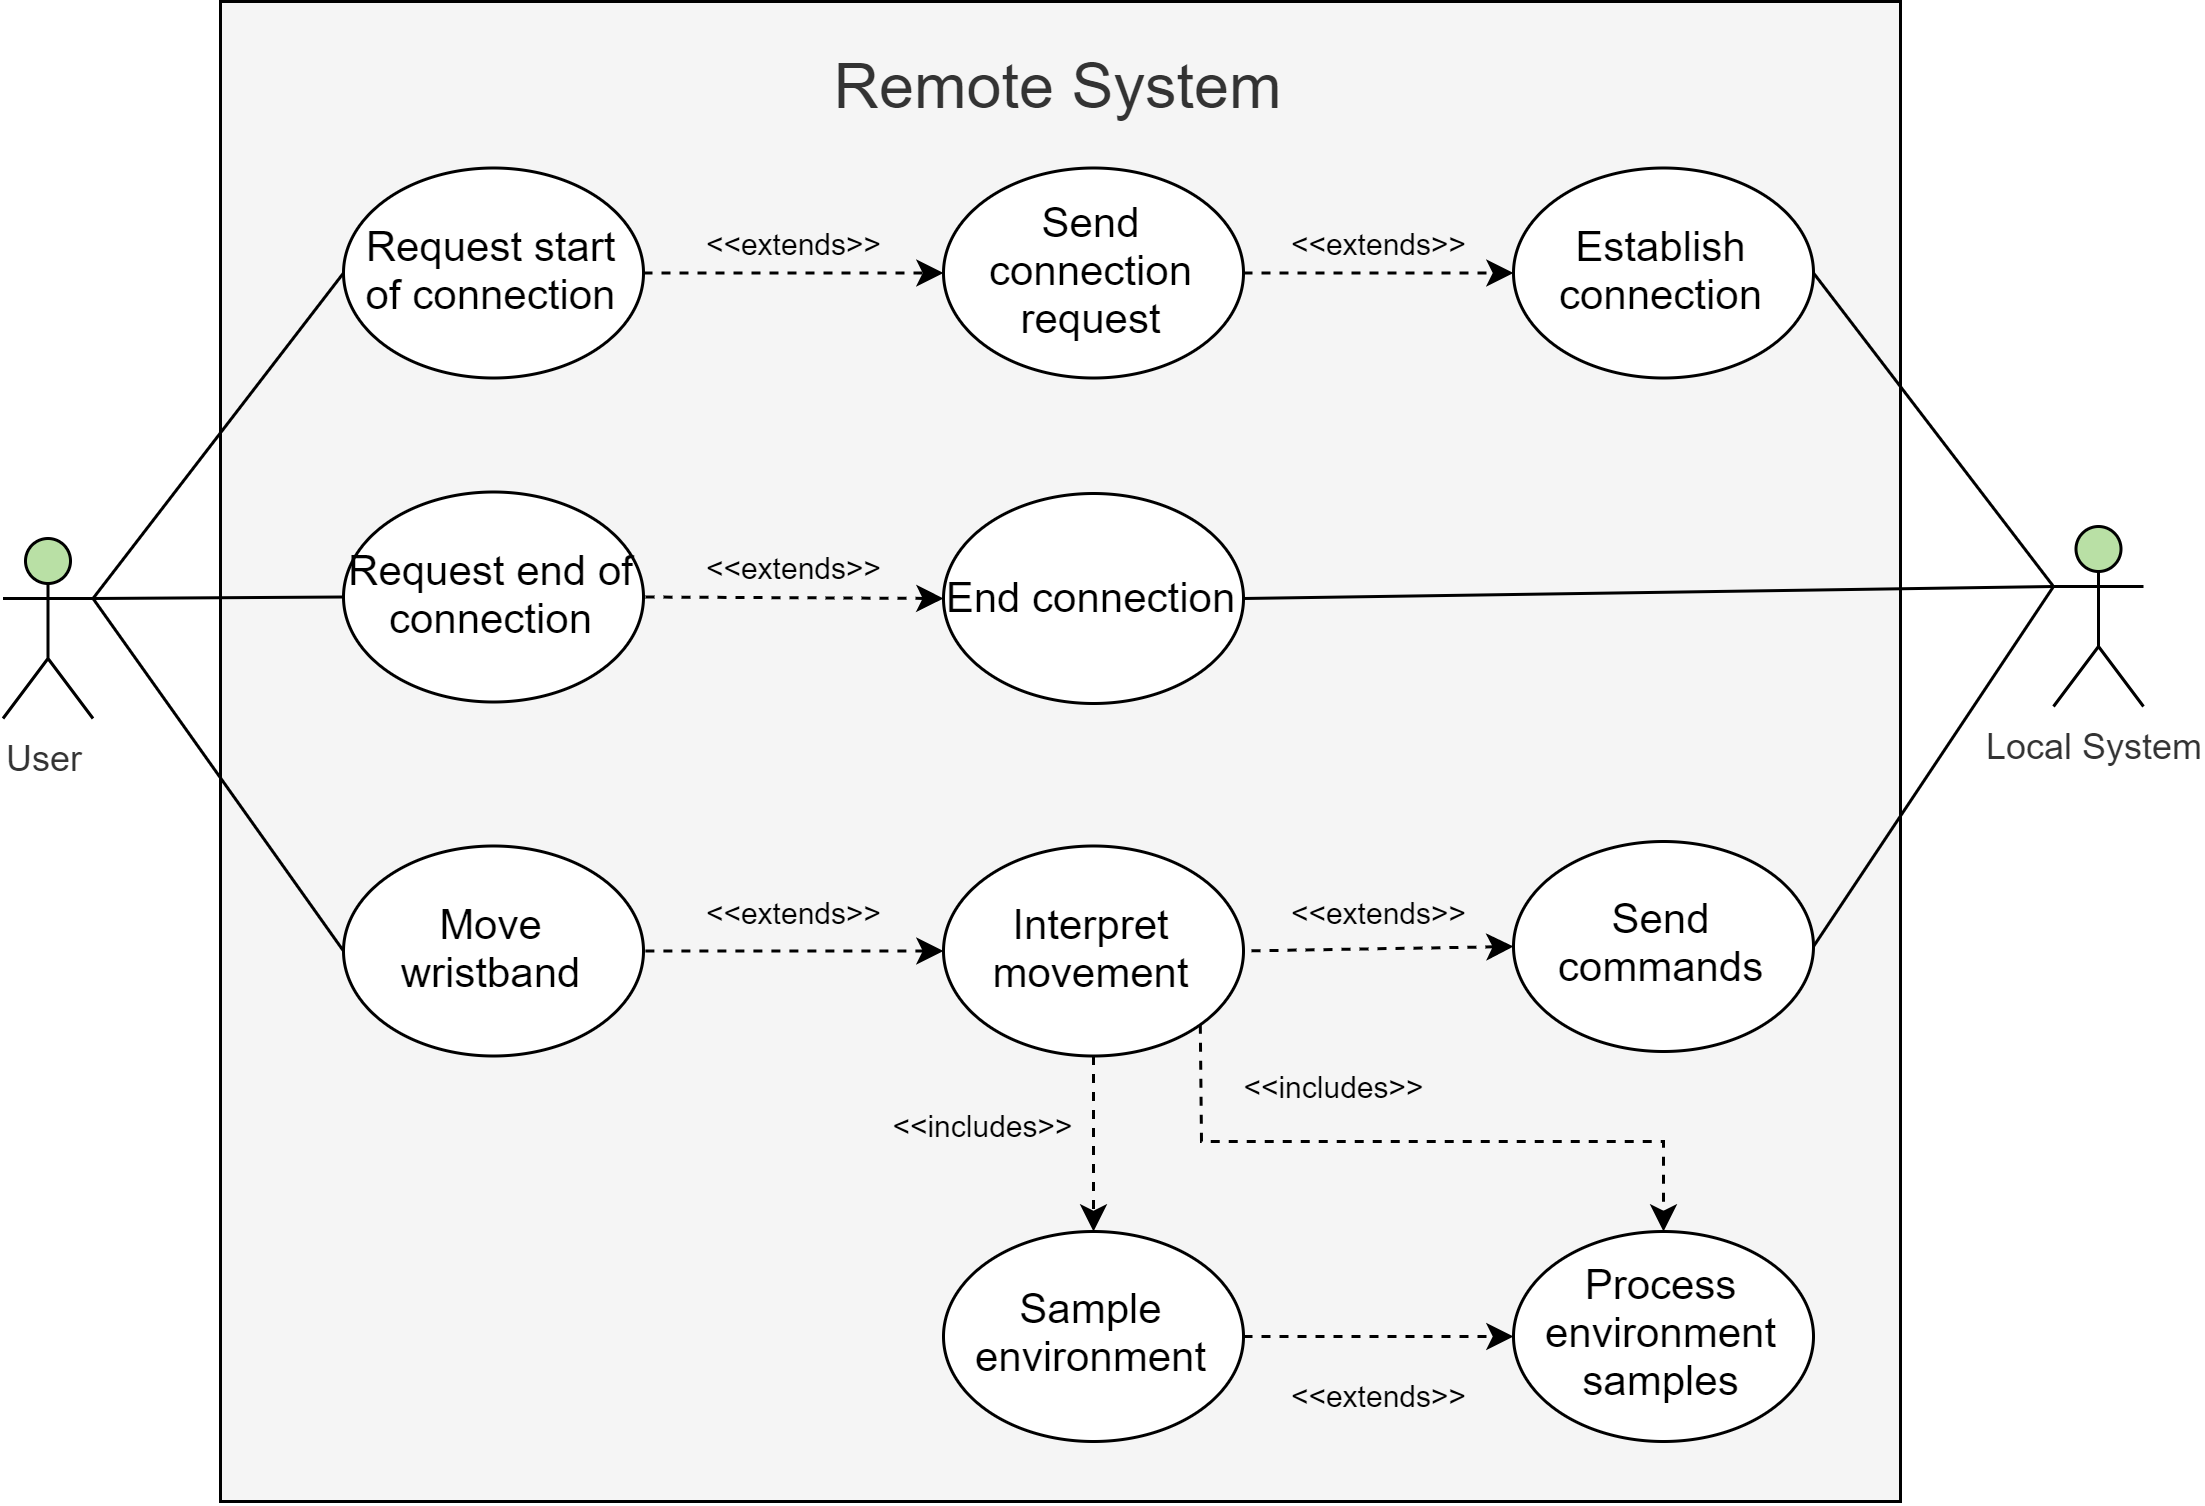 Remote System
Request start
of connection
<<extends>>
Send
connection
request
<<extends>>
Establish
connection
Request end of
connection
<<extends>>
End connection
User
Local System
Move
wristband
<<extends>>
Interpret
movement
<<extends>>
Send
commands
<<includes>>
<<includes>>
Sample
environment
<<extends>>
Process
environment
samples